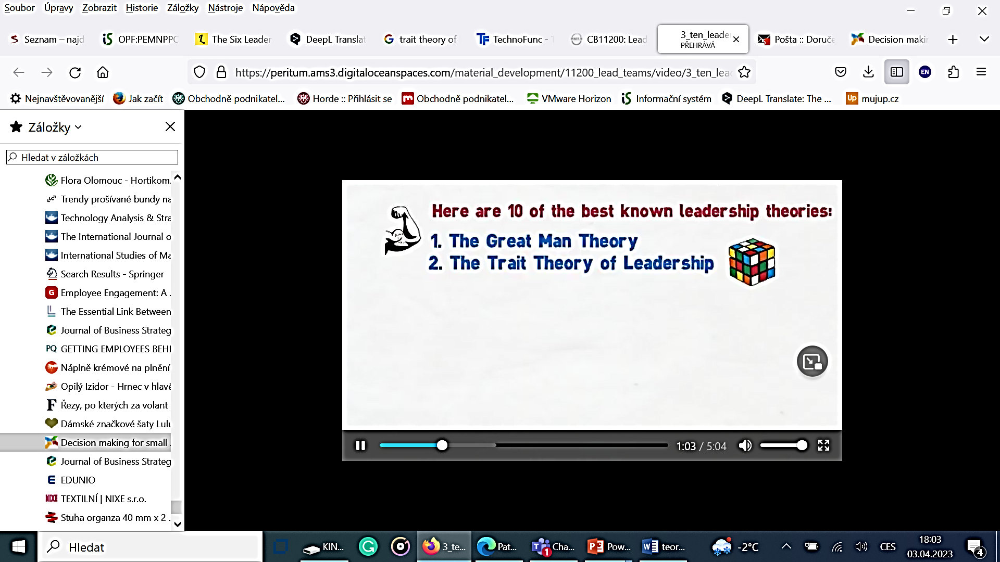 Soubor Úpravy Zobrazit Historie Záložky Nástroje Nápověda
Seznam – najd OPF:PEMNPPC The Six Leader DeepL Translat trait theory of TechnoFunc - T CB11200: Lead 3_ten_leade Pošta :: Doruče Decision makin
PŘEHRÁVÁ
https://peritum.ams3.digitaloceanspaces.com/material_development/11200_lead_teams/video/3_ten_lea
EN
Nejnavštěvovanější Jak začít Obchodně podnikatel... Horde :: Přihlásit se Obchodně podnikatel... VMware Horizon Informační systém DeepL Translate: The ... Up mujup.cz
Záložky
Hledat v záložkách
Flora Olomouc - Hortikom.
Trendy prošívané bundy na
Technology Analysis & Stra
The International Journal o
International Studies of Ma
Search Results - Springer
G Employee Engagement: A .
The Essential Link Between
Journal of Business Strateg
PQ GETTING EMPLOYEES BEHI
Náplně krémové na plnění
Opilý Izidor - Hrnec v hlavě
F Řezy, po kterých za volant
Dámské značkové šaty Lulu
Decision making for small .
Journal of Business Strateg
EDUNIO
NIXE TEXTILNÍ | NIXE s.r.o.
Stuha organza 40 mm x 2 .
Here are 10 of the best known leadership theories:
1. The Great Man Theory
2. The Trait Theory of Leadership
1:03 / 5:04
Hledat KIN... 3_te... Pat... 1 Cha... Pow... teor... -2°C CES 18:03
03.04.2023 4